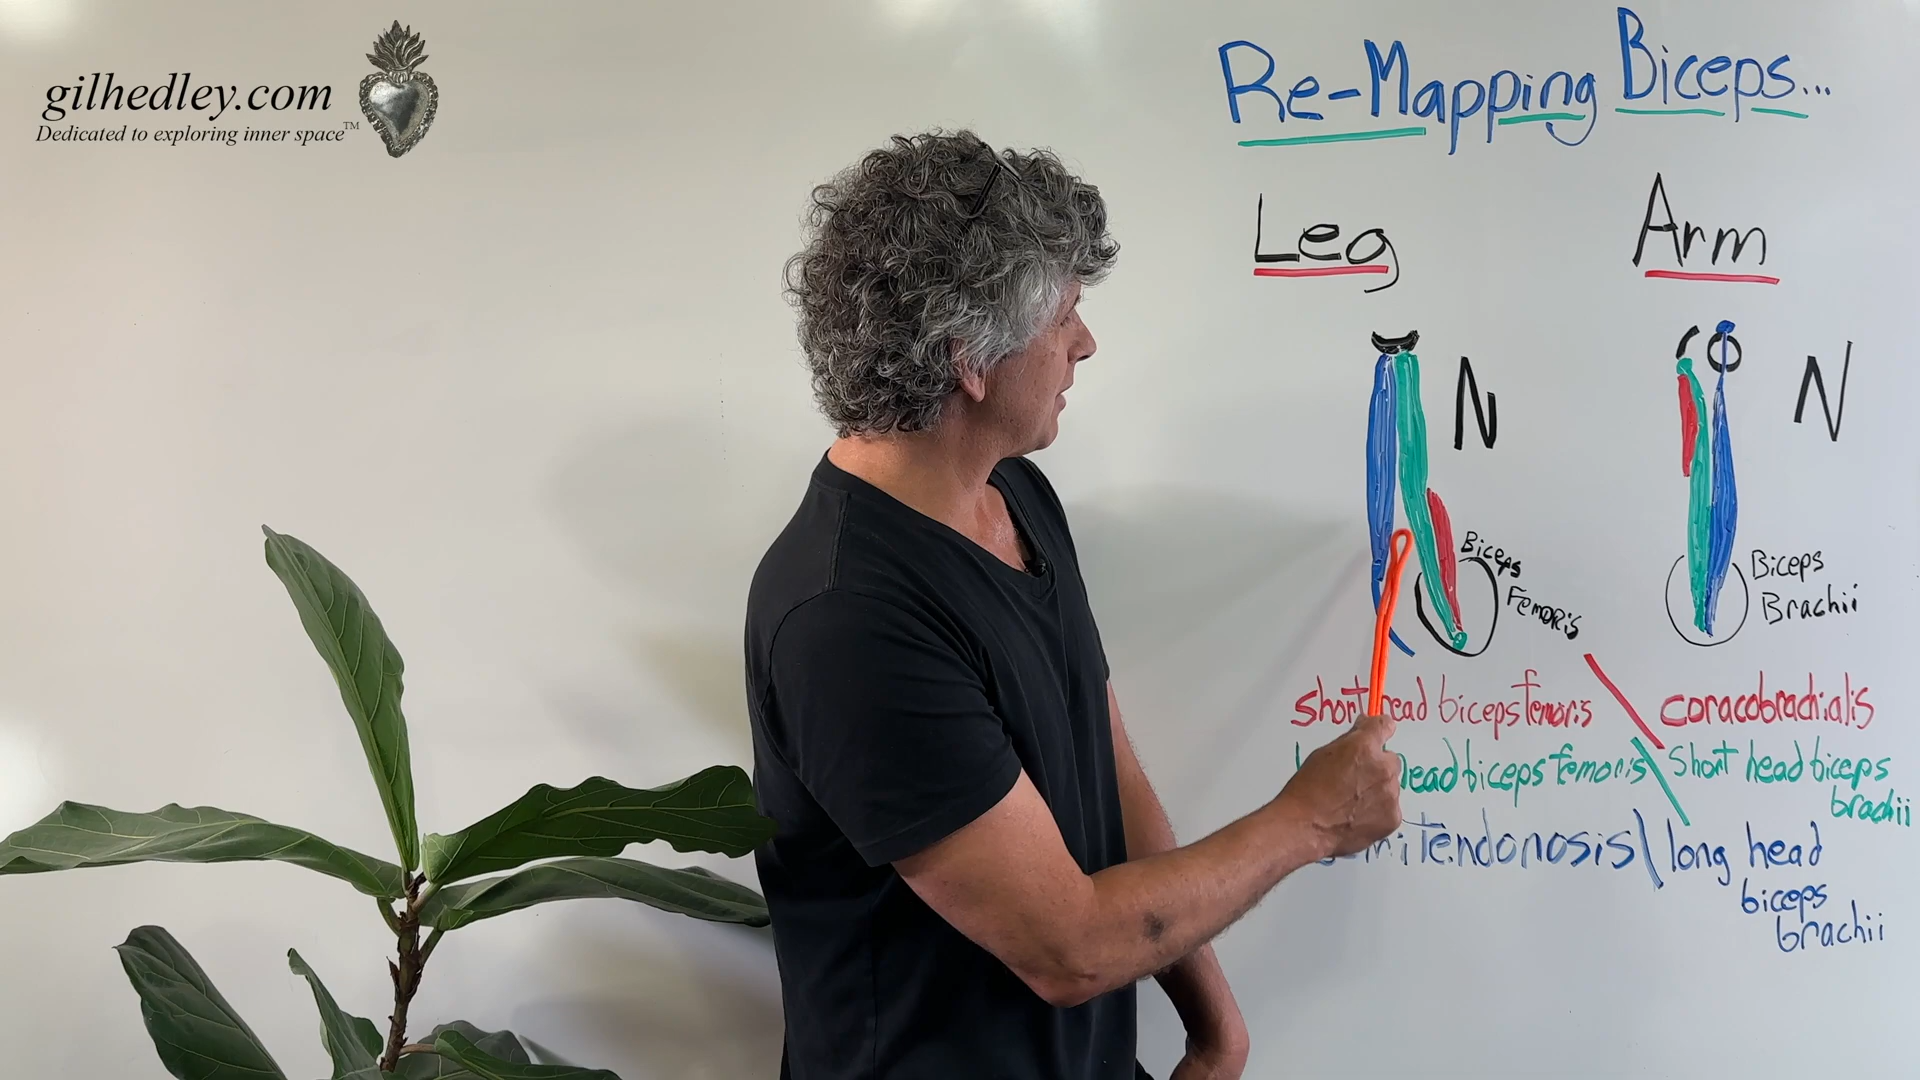 gilhedley.com
Dedicated to exploring inner space™
Re-Mapping Biceps...
Leg
Arm
N
N
Biceps
Femoris
Biceps
Brachii
short head biceps femoris \ coracobrachialis
head biceps femoris \ short head biceps
brachii
\ long head
biceps
brachii